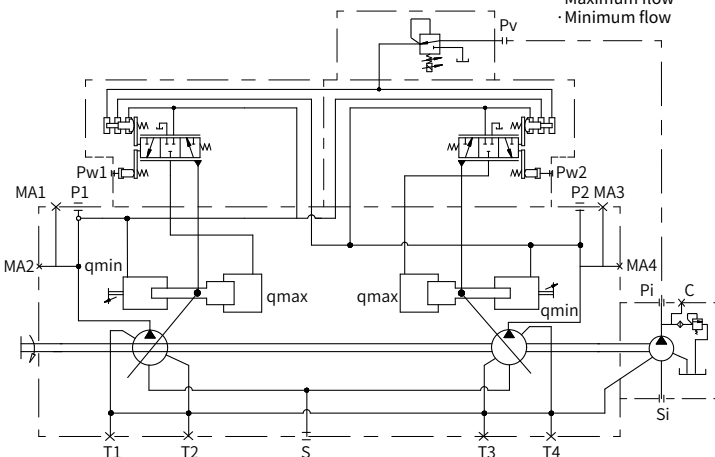 Maximum flow
·Minimum flow
Pv
Pw1
Pw2
MA1
P1
P2
MA3
MA2
qmin
qmax
qmax
qmin
MA4
Pi
C
Si
T1
T2
S
T3
T4